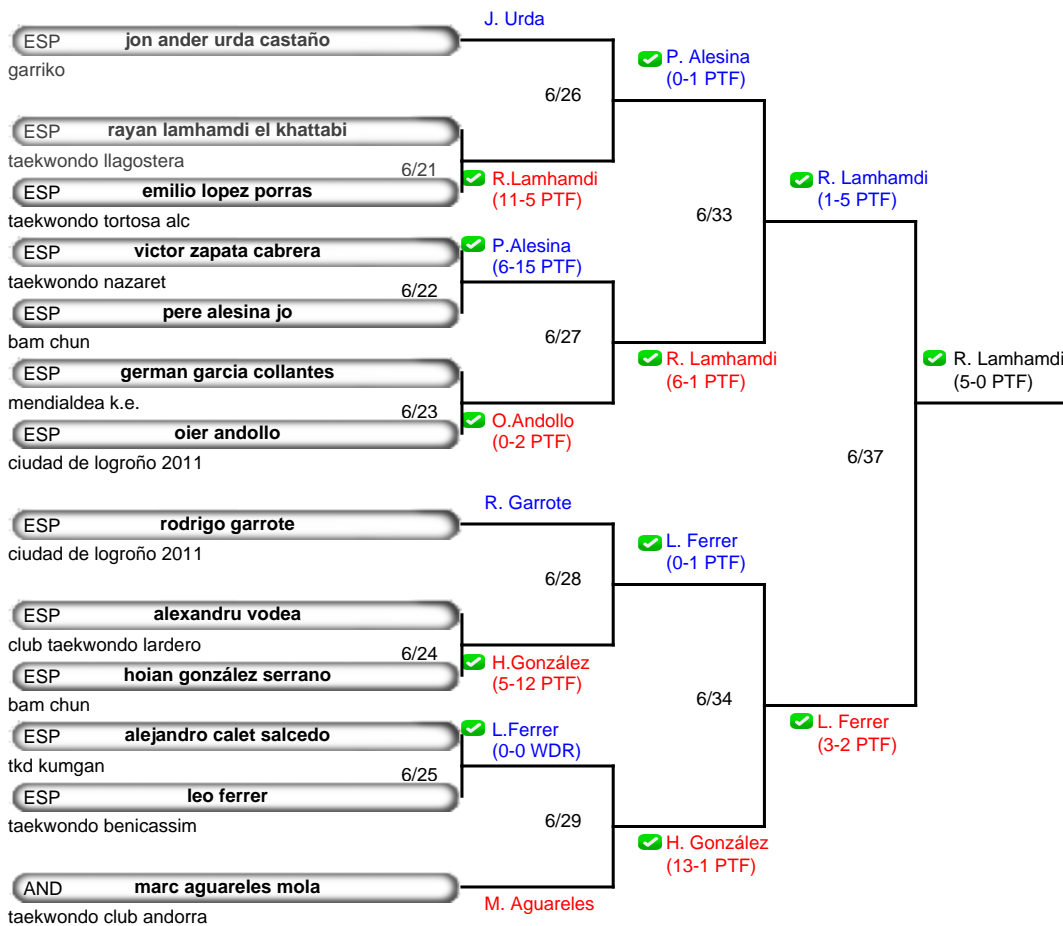 J. Urda
ESP jon ander urda castaño
garriko
P. Alesina
(0-1 PTF)
6/26
ESP rayan lamhamdi el khattabi
taekwondo llagostera
6/21
R.Lamhamdi
(11-5 PTF)
ESP emilio lopez porras
taekwondo tortosa alc
R. Lamhamdi
(1-5 PTF)
6/33
ESP victor zapata cabrera
taekwondo nazaret
P.Alesina
(6-15 PTF)
6/22
ESP pere alesina jo
bam chun
6/27
ESP german garcia collantes
mendialdea k.e.
R. Lamhamdi
(6-1 PTF)
R. Lamhamdi
(5-0 PTF)
6/23
O.Andollo
(0-2 PTF)
ESP oier andollo
ciudad de logroño 2011
6/37
R. Garrote
ESP rodrigo garrote
ciudad de logroño 2011
L. Ferrer
(0-1 PTF)
6/28
ESP alexandru vodea
club taekwondo lardero
6/24
H.González
(5-12 PTF)
ESP hoian gonzález serrano
bam chun
6/34
L. Ferrer
(3-2 PTF)
ESP alejandro calet salcedo
tkd kumgan
L.Ferrer
(0-0 WDR)
6/25
ESP leo ferrer
taekwondo benicassim
6/29
H. González
(13-1 PTF)
AND marc aguareles mola
taekwondo club andorra
M. Aguareles